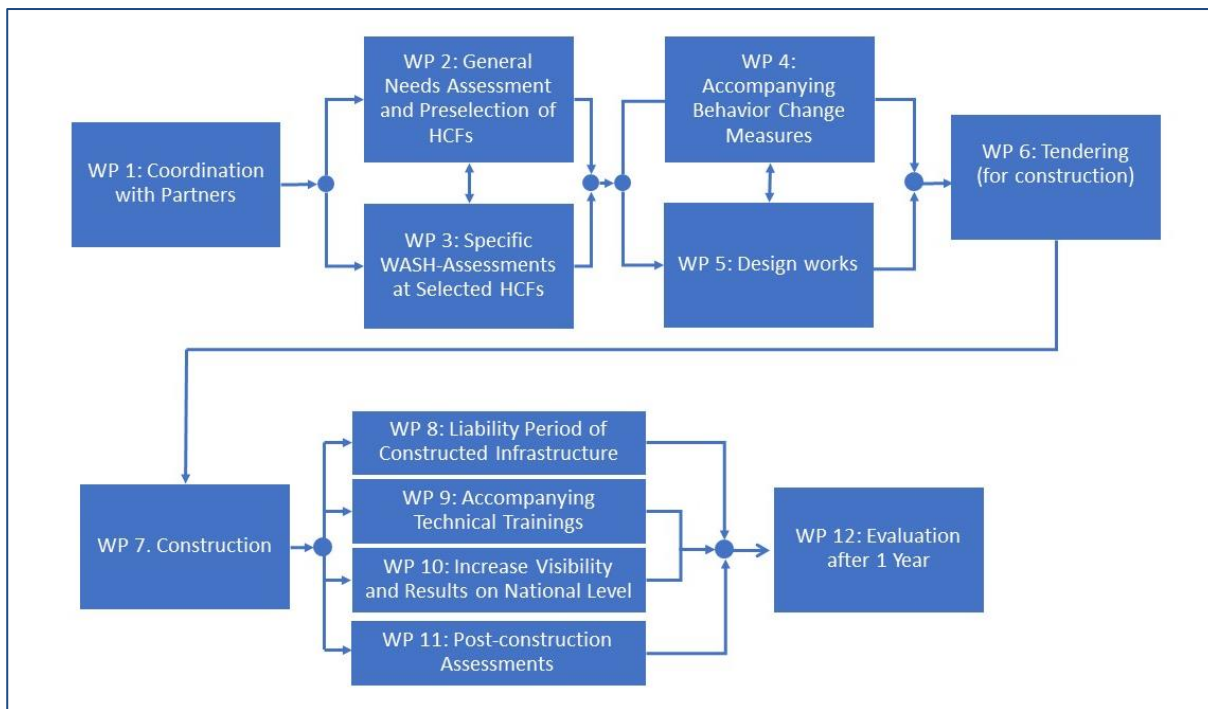 WP 1: Coordination
with Partners
WP 2: General
Needs Assessment
and Preselection of
HCFs
WP 3: Specific
WASH-Assessments
at Selected HCFs
WP 4:
Accompanying
Behavior Change
Measures
WP 5: Design works
WP 6: Tendering
(for construction)
WP 7. Construction
WP 8: Liability Period of
Constructed Infrastructure
WP 9: Accompanying
Technical Trainings
WP 10: Increase Visibility
and Results on National Level
WP 11: Post-construction
Assessments
WP 12: Evaluation
after 1 Year